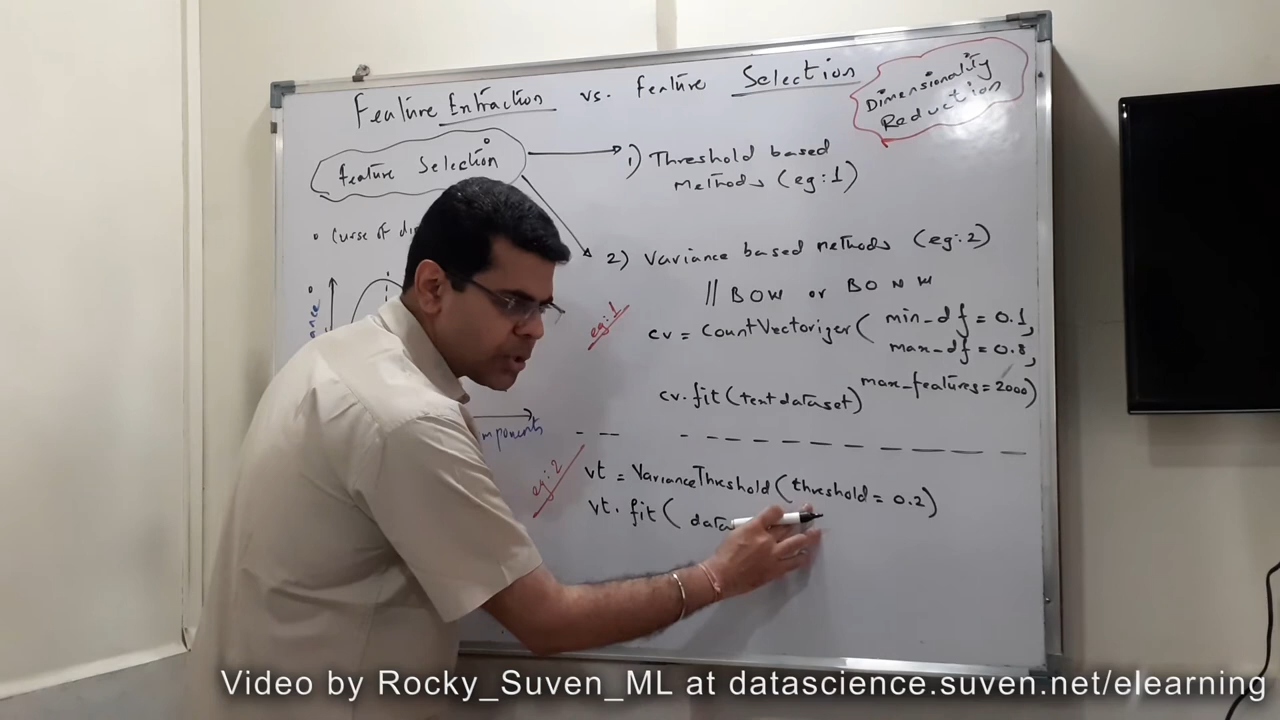 Feature Extraction vs. feature Selection
Dimensionality
Reduction
feature Selection
1) Threshold based
Methods (eg:1)
Curse of
2) Variance based methods (eg:2)
// BOW or BONW
eg:1
cv = CountVectorizer( min_df = 0.1,
max_df = 0.8,
max_features = 2000)
cv.fit(text dataset)
mponents
eg:2
vt = VarianceThreshold(threshold = 0.2)
vt.fit(
Video by Rocky_Suven_ML at datascience.suven.net/elearning